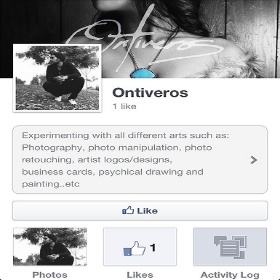 Ontiveros
Ontiveros
1 like
Experimenting with all different arts such as:
Photography, photo manipulation, photo
retouching, artist logos/designs,
business cards, psychical drawing and
painting..etc
Like
1
Photos
Likes
Activity Log